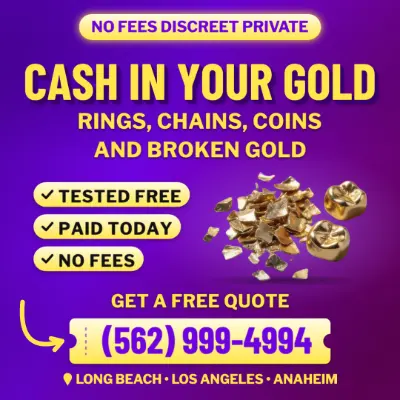 NO FEES DISCREET PRIVATE
CASH IN YOUR GOLD
RINGS, CHAINS, COINS
AND BROKEN GOLD
✓ TESTED FREE
✓ PAID TODAY
✓ NO FEES
GET A FREE QUOTE
(562) 999-4994
LONG BEACH • LOS ANGELES • ANAHEIM